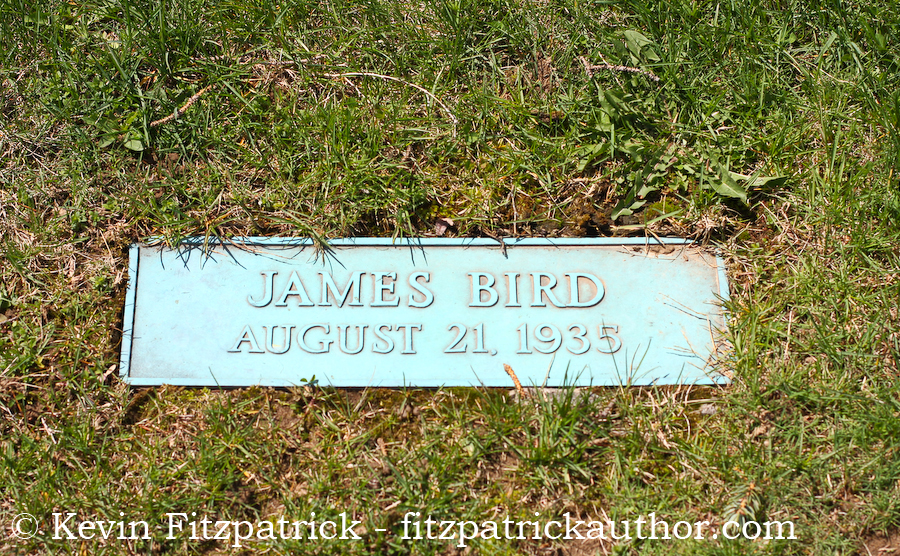 JAMES BIRD
AUGUST 21, 1935
© Kevin Fitzpatrick - fitzpatrickauthor.com